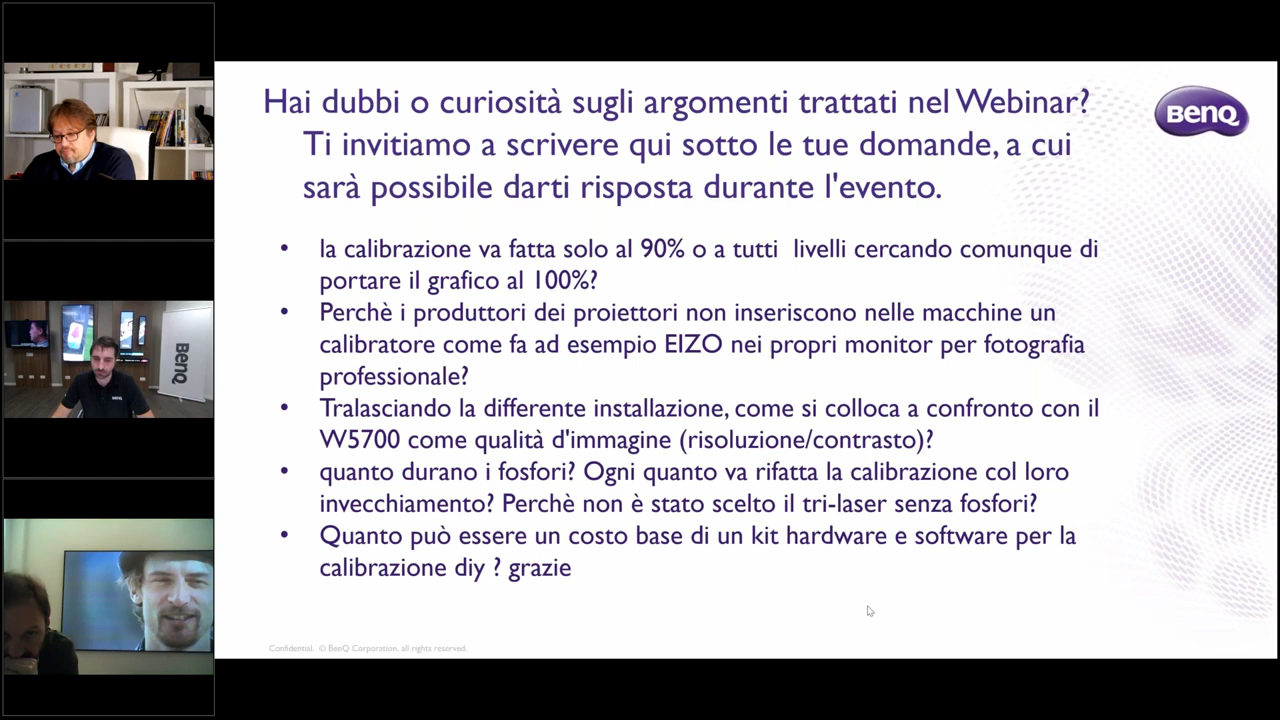 Hai dubbi o curiosità sugli argomenti trattati nel Webinar?
Ti invitiamo a scrivere qui sotto le tue domande, a cui
sarà possibile darti risposta durante l'evento.
BenQ
• la calibrazione va fatta solo al 90% o a tutti livelli cercando comunque di
portare il grafico al 100%?
• Perchè i produttori dei proiettori non inseriscono nelle macchine un
calibratore come fa ad esempio EIZO nei propri monitor per fotografia
professionale?
• Tralasciando la differente installazione, come si colloca a confronto con il
W5700 come qualità d'immagine (risoluzione/contrasto)?
• quanto durano i fosfori? Ogni quanto va rifatta la calibrazione col loro
invecchiamento? Perchè non è stato scelto il tri-laser senza fosfori?
• Quanto può essere un costo base di un kit hardware e software per la
calibrazione diy ? grazie
Confidential. © BenQ Corporation, all rights reserved.
BenQ
BenQ